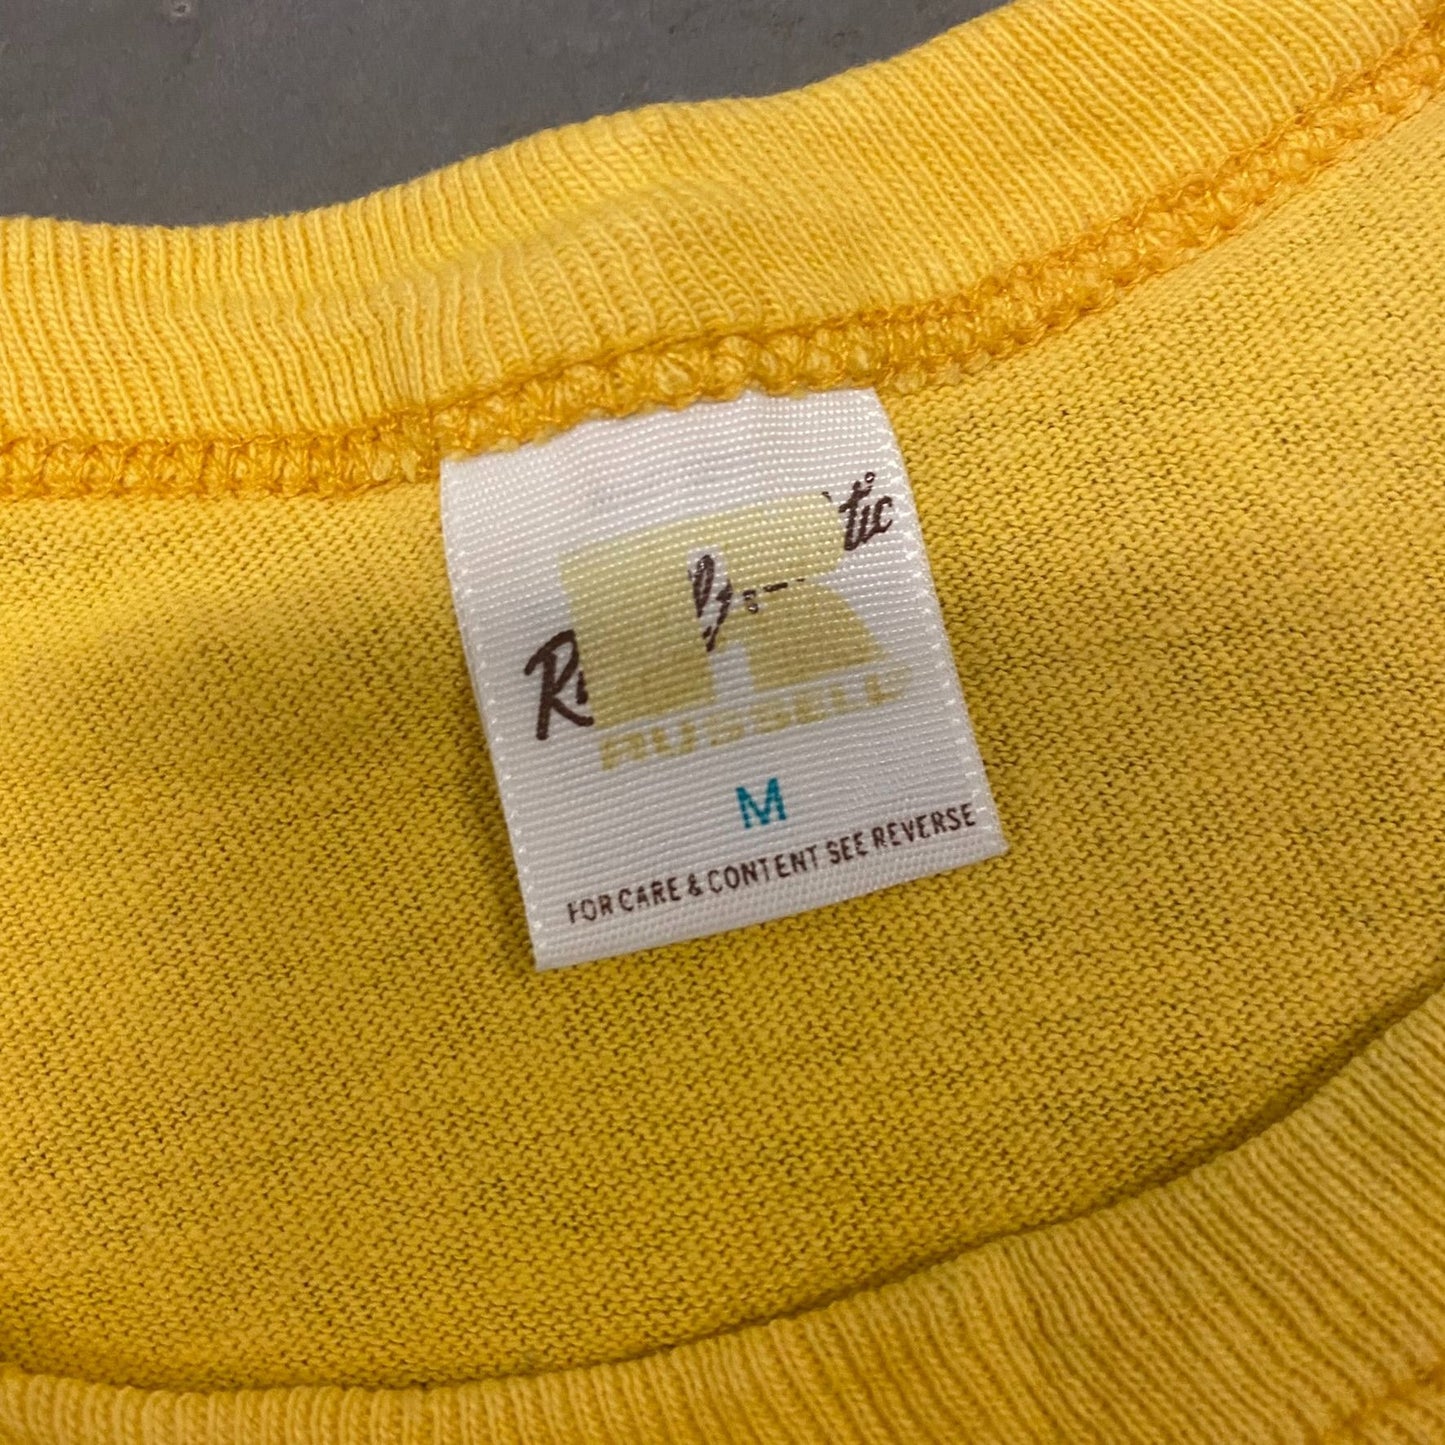 RUSSELL
M
FOR CARE & CONTENT SEE REVERSE